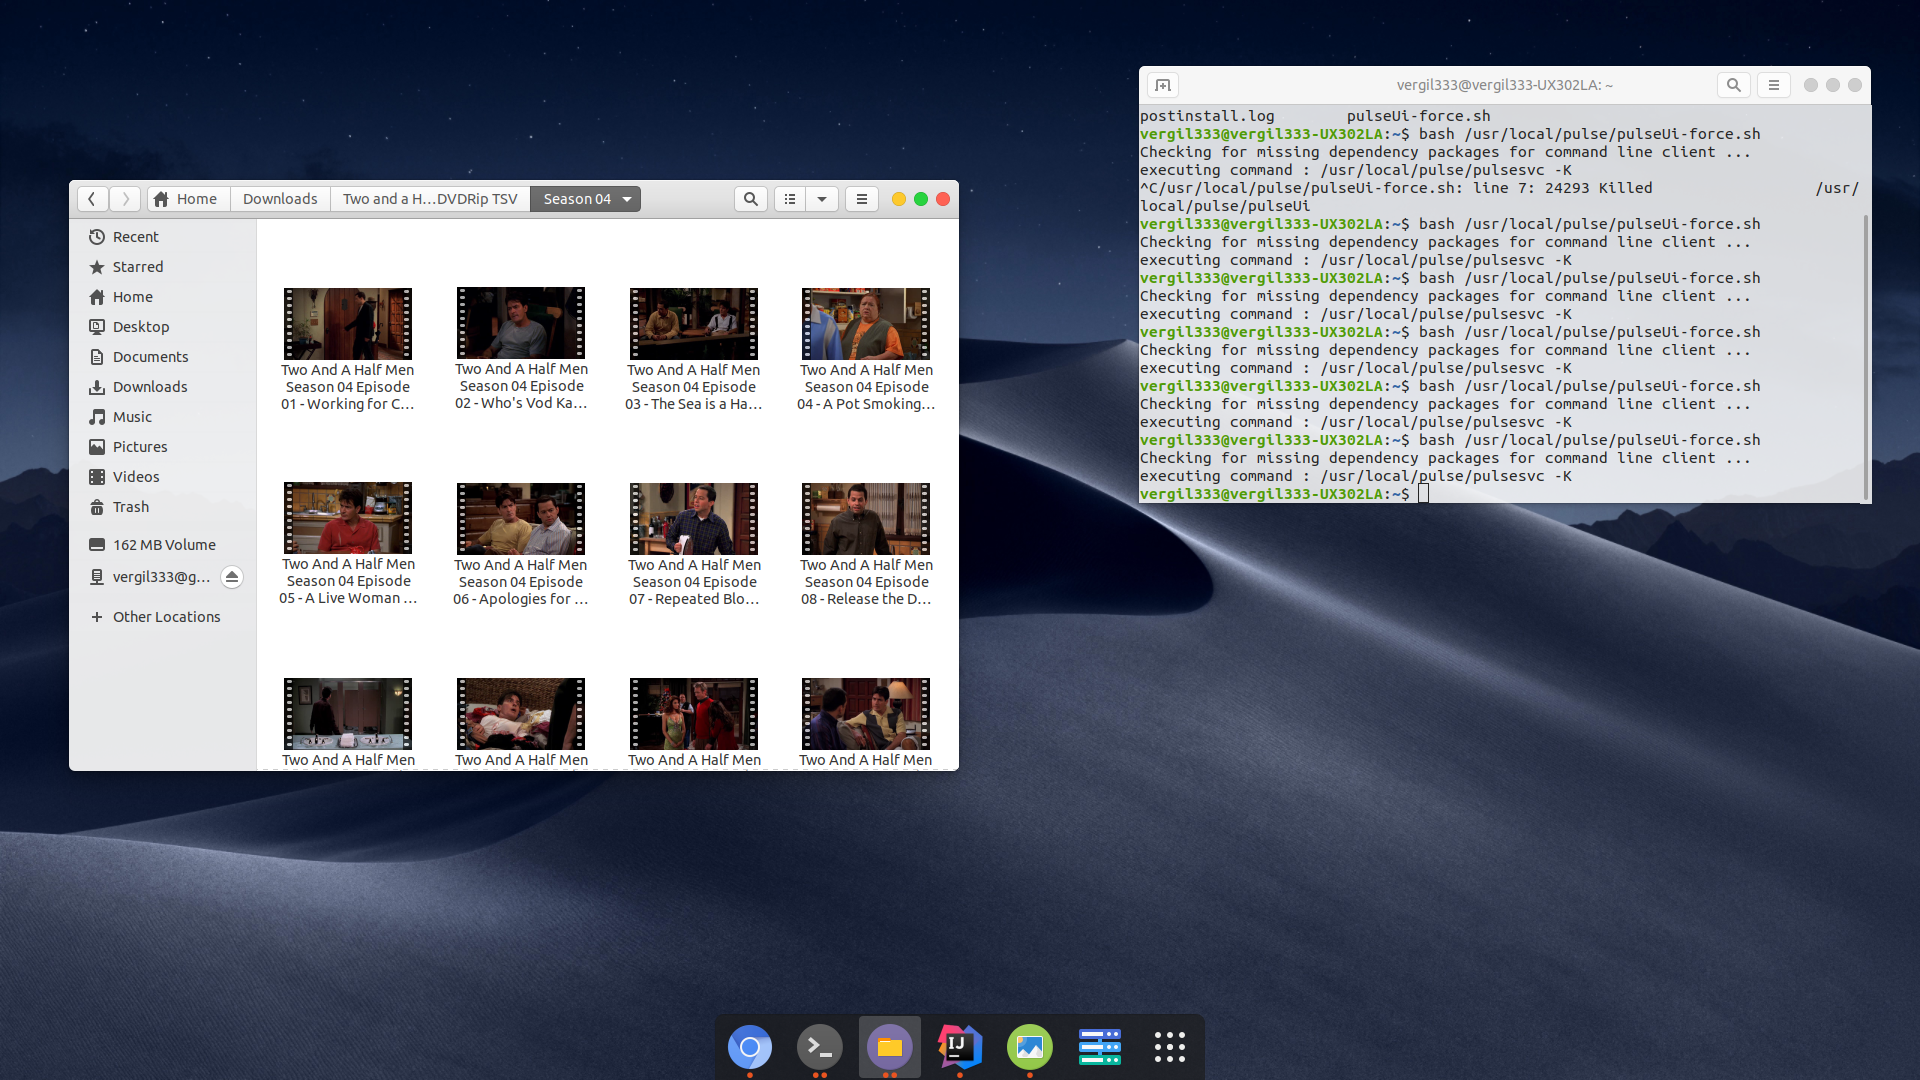 Home
Downloads
Two and a H…DVDRip TSV
Season 04
Recent
Starred
Home
Desktop
Documents
Downloads
Music
Pictures
Videos
Trash
162 MB Volume
vergil333@g…
Other Locations
Two And A Half Men
Season 04 Episode
01 - Working for C…
Two And A Half Men
Season 04 Episode
02 - Who's Vod Ka…
Two And A Half Men
Season 04 Episode
03 - The Sea is a Ha…
Two And A Half Men
Season 04 Episode
04 - A Pot Smoking…
Two And A Half Men
Season 04 Episode
05 - A Live Woman …
Two And A Half Men
Season 04 Episode
06 - Apologies for …
Two And A Half Men
Season 04 Episode
07 - Repeated Blo…
Two And A Half Men
Season 04 Episode
08 - Release the D…
Two And A Half Men
Two And A Half Men
Two And A Half Men
Two And A Half Men
vergil333@vergil333-UX302LA: ~
postinstall.log        pulseUi-force.sh
vergil333@vergil333-UX302LA:~$ bash /usr/local/pulse/pulseUi-force.sh
Checking for missing dependency packages for command line client ...
executing command : /usr/local/pulse/pulsesvc -K
^C/usr/local/pulse/pulseUi-force.sh: line 7: 24293 Killed                  /usr/
local/pulse/pulseUi
vergil333@vergil333-UX302LA:~$ bash /usr/local/pulse/pulseUi-force.sh
Checking for missing dependency packages for command line client ...
executing command : /usr/local/pulse/pulsesvc -K
vergil333@vergil333-UX302LA:~$ bash /usr/local/pulse/pulseUi-force.sh
Checking for missing dependency packages for command line client ...
executing command : /usr/local/pulse/pulsesvc -K
vergil333@vergil333-UX302LA:~$ bash /usr/local/pulse/pulseUi-force.sh
Checking for missing dependency packages for command line client ...
executing command : /usr/local/pulse/pulsesvc -K
vergil333@vergil333-UX302LA:~$ bash /usr/local/pulse/pulseUi-force.sh
Checking for missing dependency packages for command line client ...
executing command : /usr/local/pulse/pulsesvc -K
vergil333@vergil333-UX302LA:~$ bash /usr/local/pulse/pulseUi-force.sh
Checking for missing dependency packages for command line client ...
executing command : /usr/local/pulse/pulsesvc -K
vergil333@vergil333-UX302LA:~$
IJ